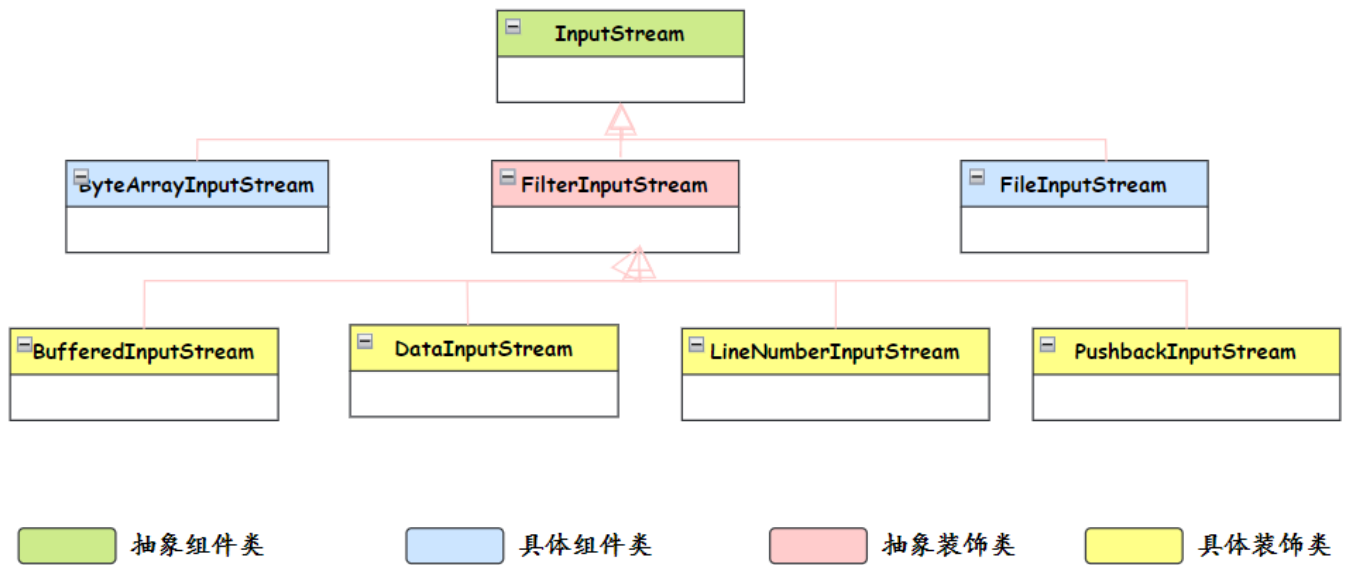 InputStream
ByteArrayInputStream
FilterInputStream
FileInputStream
BufferedInputStream
DataInputStream
LineNumberInputStream
PushbackInputStream
抽象组件类
具体组件类
抽象装饰类
具体装饰类